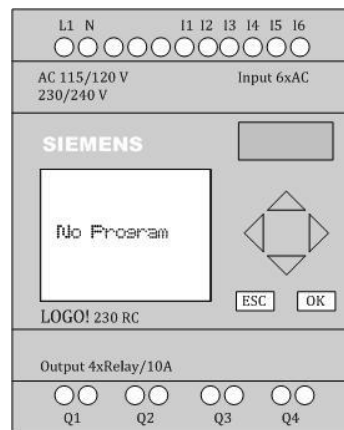 L1 N I1 I2 I3 I4 I5 I6
AC 115/120 V Input 6xAC
230/240 V
SIEMENS
No Program
ESC OK
LOGO! 230 RC
Output 4xRelay/10A
Q1 Q2 Q3 Q4